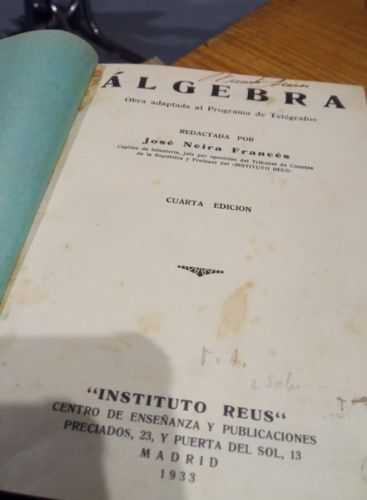 ÁLGEBRA
Obra adaptada al Programa de Telégrafos
REDACTADA POR
José Neira Francés
Capitán de Infantería, jefe por oposición del Tribunal de Cuentas
de la República y Profesor del «INSTITUTO REUS»
CUARTA EDICION
"INSTITUTO REUS"
CENTRO DE ENSEÑANZA Y PUBLICACIONES
PRECIADOS, 23, Y PUERTA DEL SOL, 13
MADRID
1933